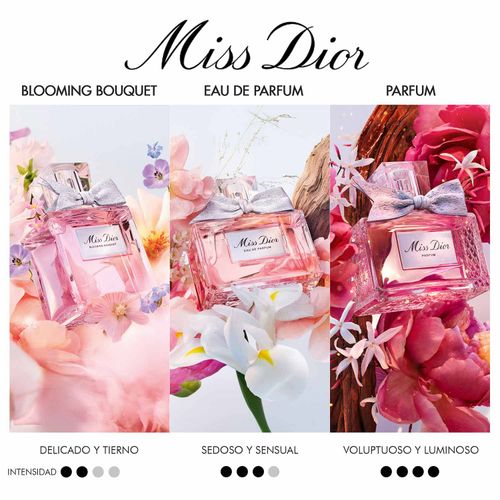 Miss Dior
BLOOMING BOUQUET
EAU DE PARFUM
PARFUM
Miss Dior
BLOOMING BOUQUET
Miss Dior
EAU DE PARFUM
Miss Dior
PARFUM
DELICADO Y TIERNO
SEDOSO Y SENSUAL
VOLUPTUOSO Y LUMINOSO
INTENSIDAD